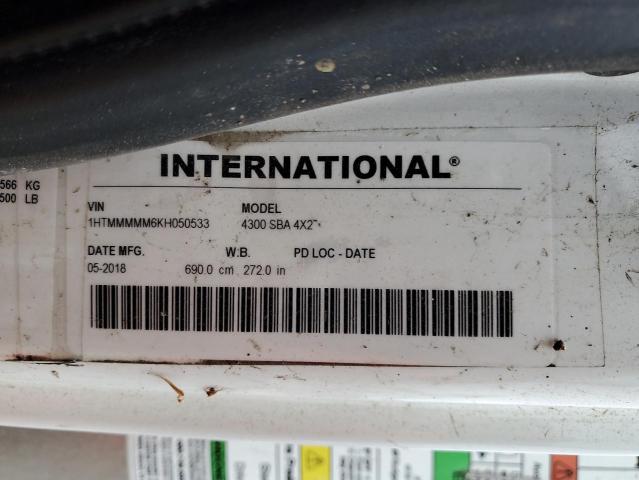 INTERNATIONAL®
566 KG
500 LB
VIN MODEL
1HTMMMMM6KH050533 4300 SBA 4X2
DATE MFG. W.B. PD LOC - DATE
05-2018 690.0 cm 272.0 in